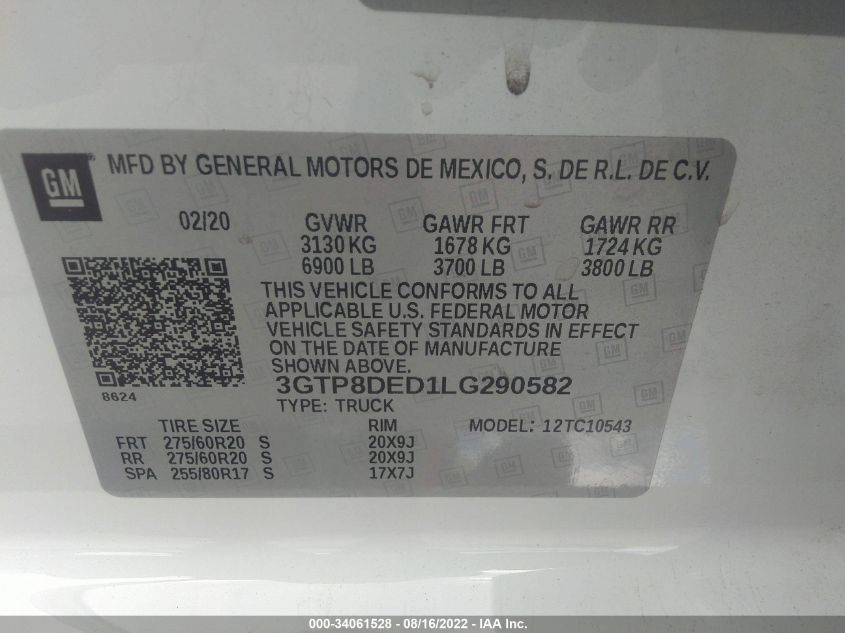 GM
MFD BY GENERAL MOTORS DE MEXICO, S. DE R.L. DE C.V.
02/20 GVWR GAWR FRT GAWR RR
3130 KG 1678 KG 1724 KG
6900 LB 3700 LB 3800 LB
THIS VEHICLE CONFORMS TO ALL
APPLICABLE U.S. FEDERAL MOTOR
VEHICLE SAFETY STANDARDS IN EFFECT
ON THE DATE OF MANUFACTURE
SHOWN ABOVE.
3GTP8DED1LG290582
8624
TYPE: TRUCK
TIRE SIZE RIM MODEL: 12TC10543
FRT 275/60R20 S 20X9J
RR 275/60R20 S 20X9J
SPA 255/80R17 S 17X7J
000-34061528 - 08/16/2022 - Copyright © IAA, Inc.